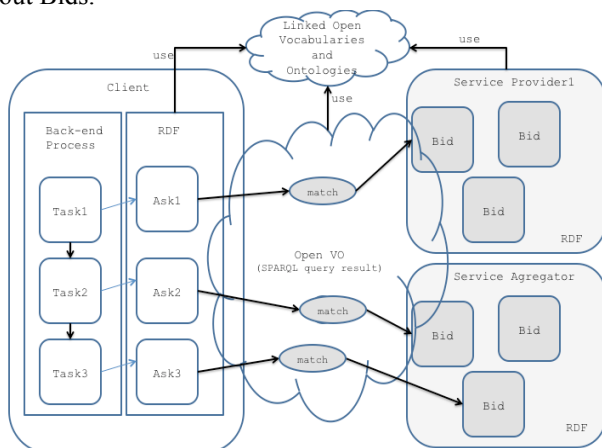 out Bids.
Linked Open
Vocabularies
and
Ontologies
use
use
use
Client
Service Provider1
Back-end
Process
RDF
Bid
Bid
Bid
RDF
Task1
Ask1
match
Open VO
(SPARQL query result)
Service Agregator
Task2
Ask2
match
Bid
Bid
Bid
RDF
Task3
Ask3
match